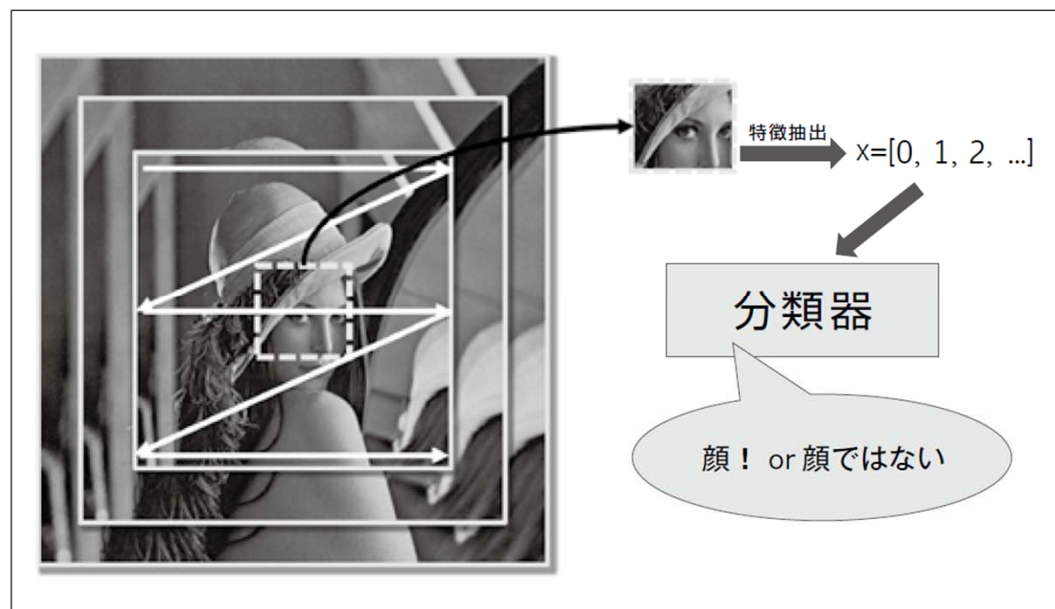 特徴抽出
x=[0, 1, 2, ...]
分類器
顔！ or 顔ではない